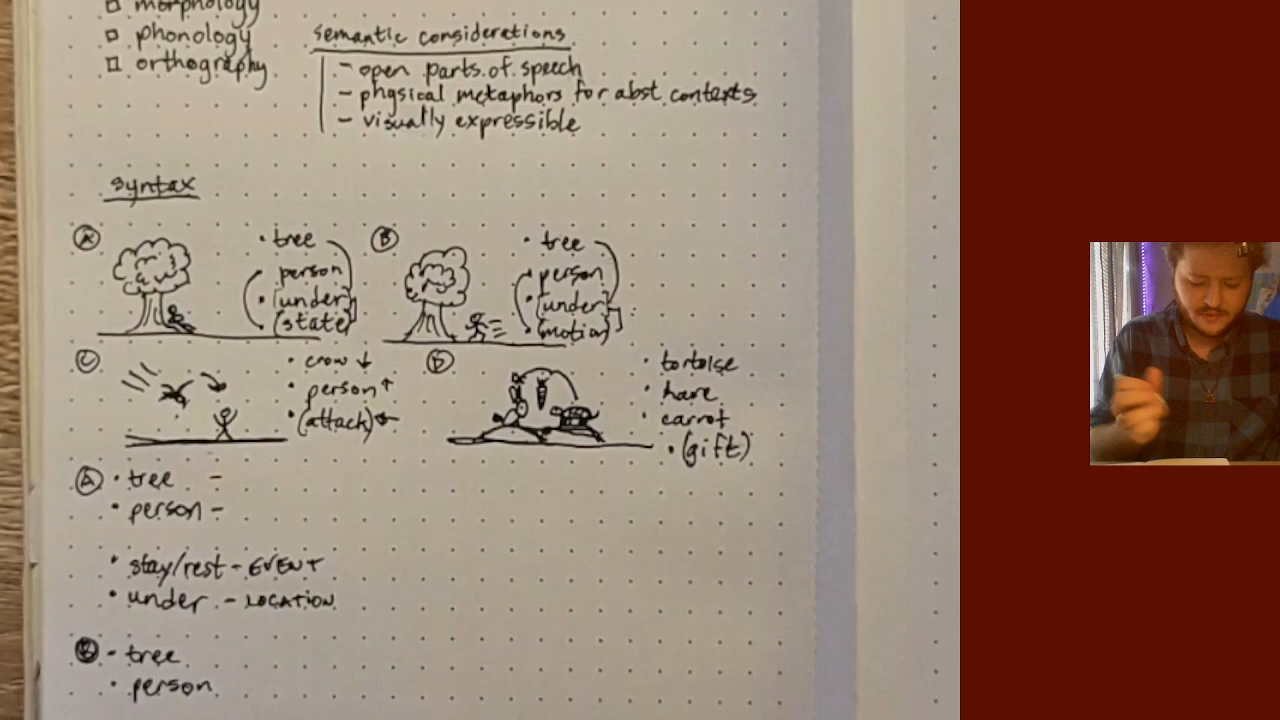 □ morphology
□ phonology
□ orthography
semantic considerations
- open parts of speech
- physical metaphors for abst contexts
- visually expressible
syntax
Ⓐ
• tree
person
• (under)
(state)
Ⓑ
• tree
• person
• (under)
• (motion)
Ⓒ
• crow ↓
• person ↑
• (attack) ←
Ⓓ
• tortoise
• hare
• carrot
• (gift)
Ⓐ • tree -
• person -
• stay/rest - EVENT
• under - LOCATION
Ⓑ - tree
• person